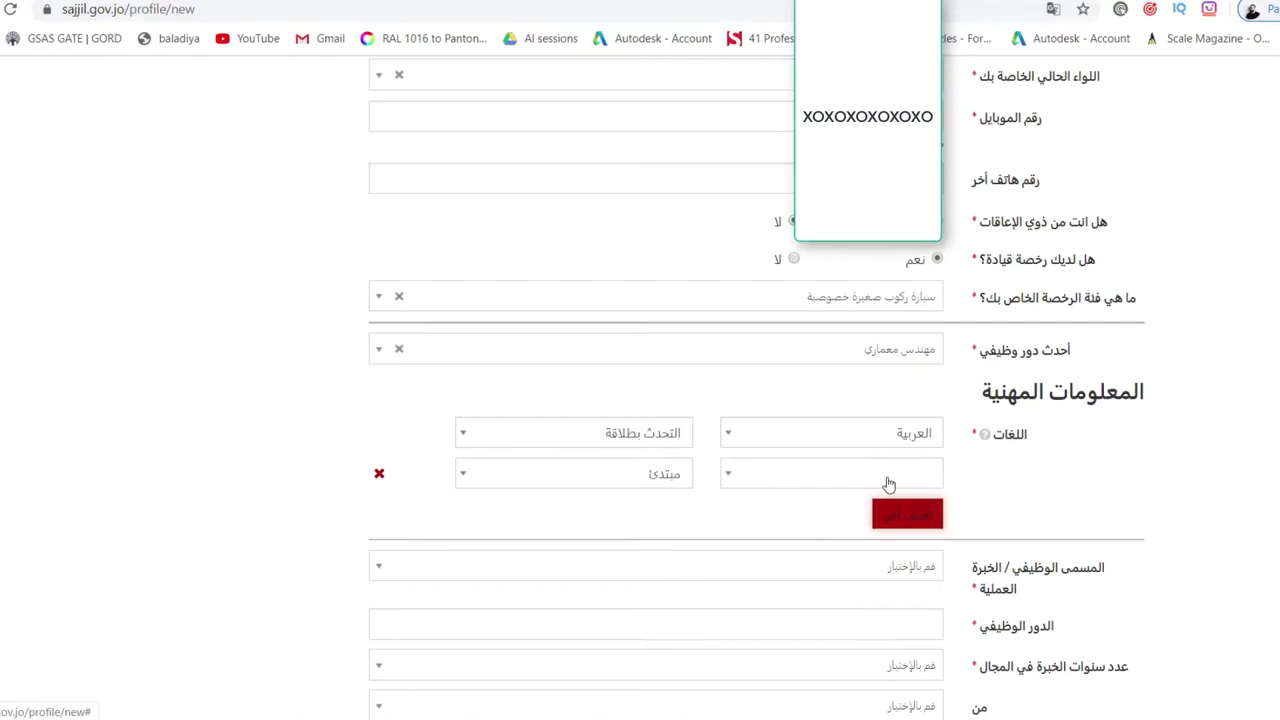 sajjil.gov.jo/profile/new
GSAS GATE | GORD baladiya YouTube Gmail RAL 1016 to Panton... AI sessions Autodesk - Account 41 Profes zles - For... Autodesk - Account Scale Magazine - O...
Pa
XOXOXOXOXOXO
اللواء الحالي الخاصة بك *
رقم الموبايل *
رقم هاتف أخر
هل انت من ذوي الإعاقات * لا
هل لديك رخصة قيادة؟ * نعم لا
ما هي فئة الرخصة الخاص بك؟ * سيارة ركوب صغيرة خصوصية
أحدث دور وظيفي * مهندس معماري
المعلومات المهنية
اللغات * العربية التحدث بطلاقة
مبتدئ
المسمى الوظيفي / الخبرة قم بالإختيار
العملية *
الدور الوظيفي *
عدد سنوات الخبرة في المجال * قم بالإختيار
من قم بالإختيار
gov.jo/profile/new#